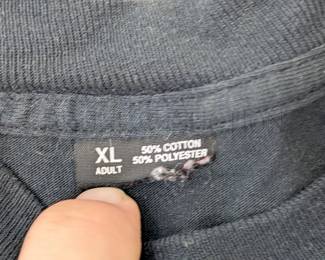 XL
ADULT
50% COTTON
50% POLYESTER